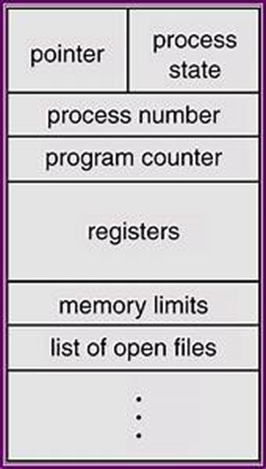 pointer
process
state
process number
program counter
registers
memory limits
list of open files